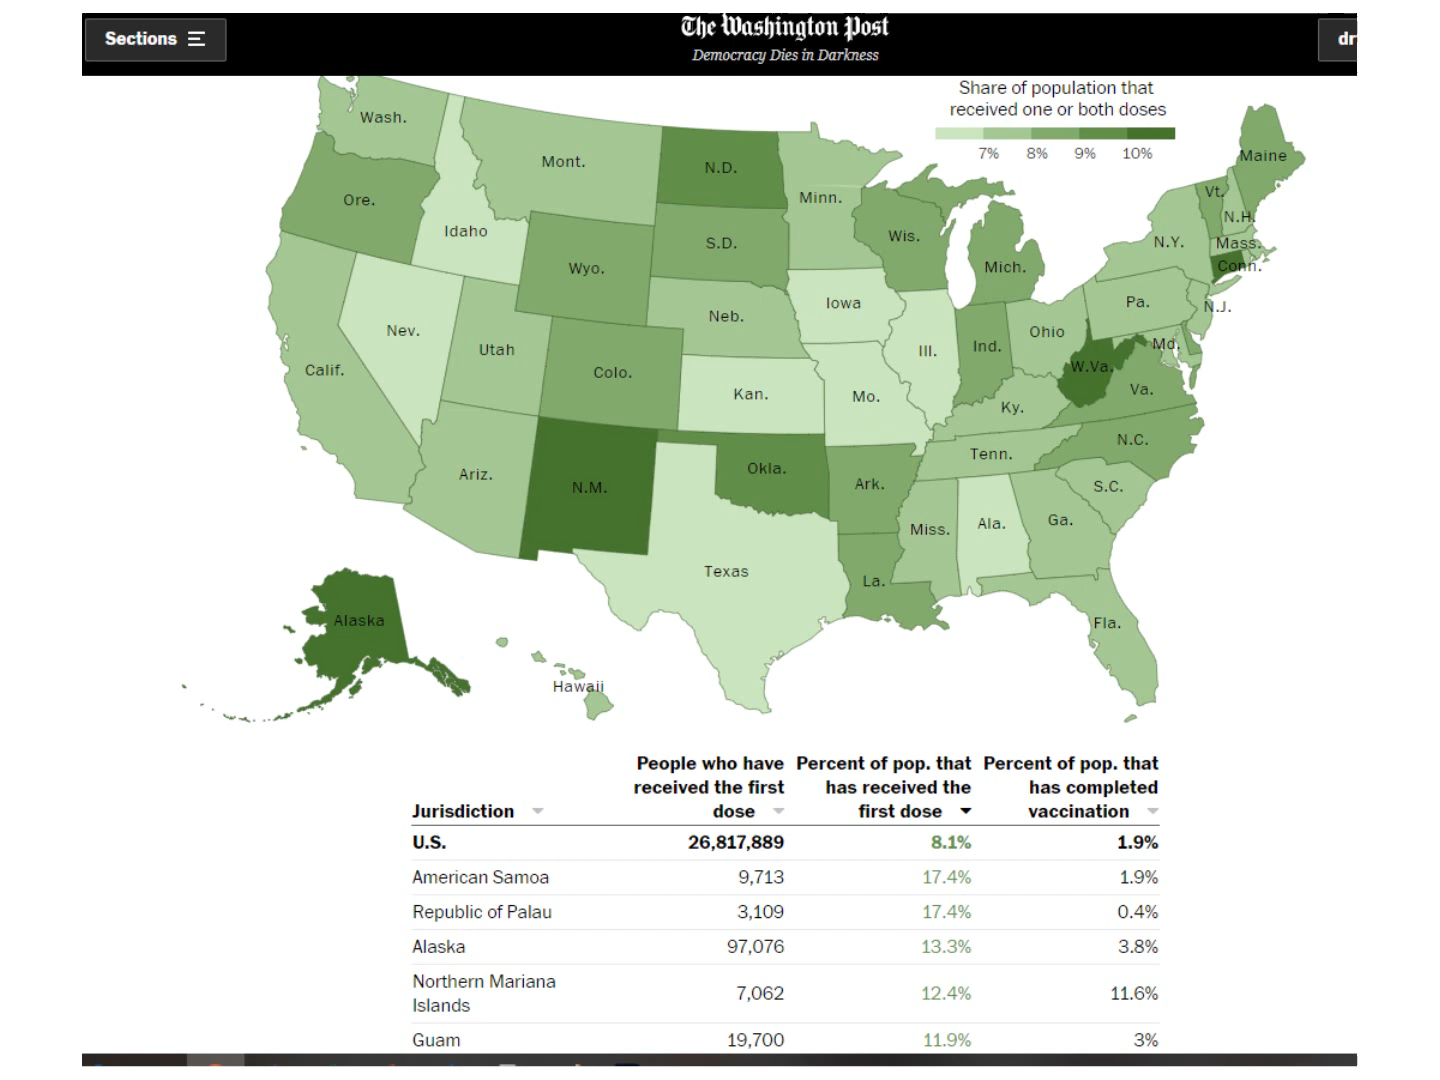 Sections
The Washington Post
Democracy Dies in Darkness
dr
Share of population that
received one or both doses
7% 8% 9% 10%
Wash.
Mont.
N.D.
Minn.
Maine
Ore.
Idaho
Wyo.
S.D.
Wis.
Mich.
Vt.
N.H.
N.Y.
Mass.
Conn.
Nev.
Utah
Colo.
Neb.
Iowa
Ill.
Ind.
Ohio
Pa.
N.J.
Md.
W.Va.
Va.
Calif.
Kan.
Mo.
Ky.
Ariz.
N.M.
Okla.
Ark.
Tenn.
N.C.
S.C.
Texas
La.
Miss.
Ala.
Ga.
Fla.
Alaska
Hawaii
People who have Percent of pop. that Percent of pop. that
received the first has received the has completed
Jurisdiction dose first dose vaccination
U.S. 26,817,889 8.1% 1.9%
American Samoa 9,713 17.4% 1.9%
Republic of Palau 3,109 17.4% 0.4%
Alaska 97,076 13.3% 3.8%
Northern Mariana
Islands 7,062 12.4% 11.6%
Guam 19,700 11.9% 3%